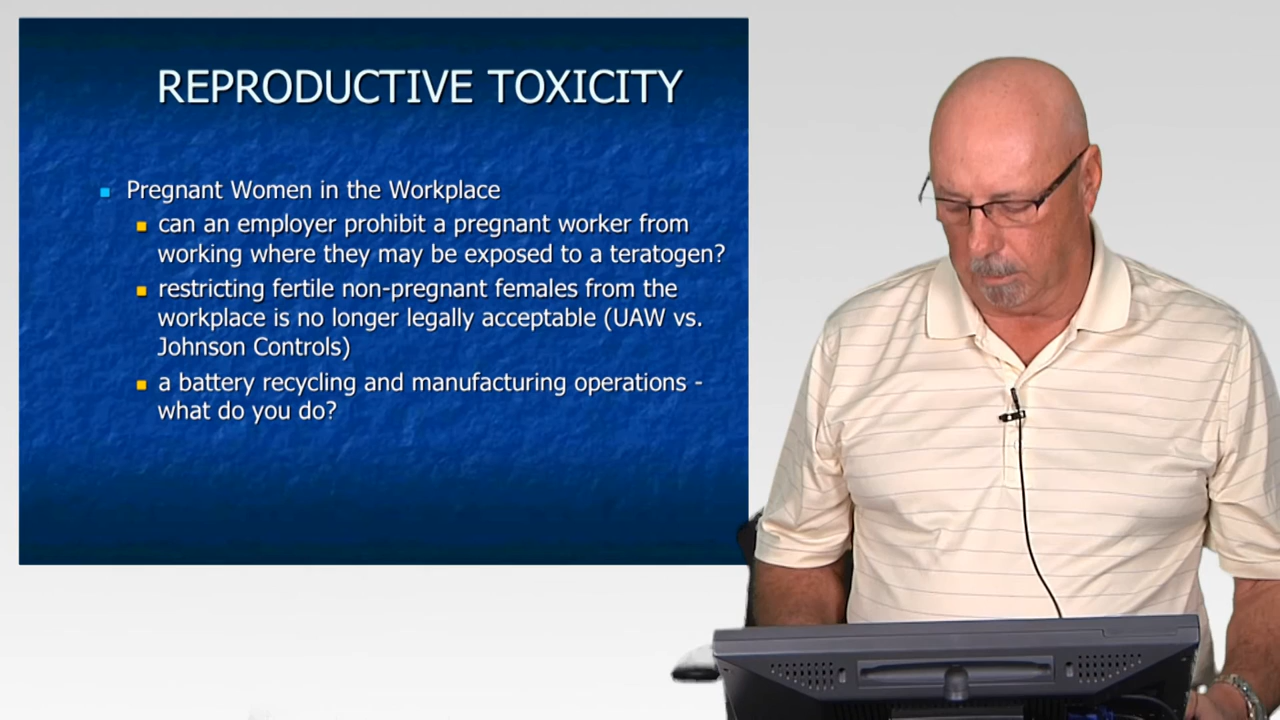 REPRODUCTIVE TOXICITY
Pregnant Women in the Workplace
can an employer prohibit a pregnant worker from
working where they may be exposed to a teratogen?
restricting fertile non-pregnant females from the
workplace is no longer legally acceptable (UAW vs.
Johnson Controls)
a battery recycling and manufacturing operations -
what do you do?